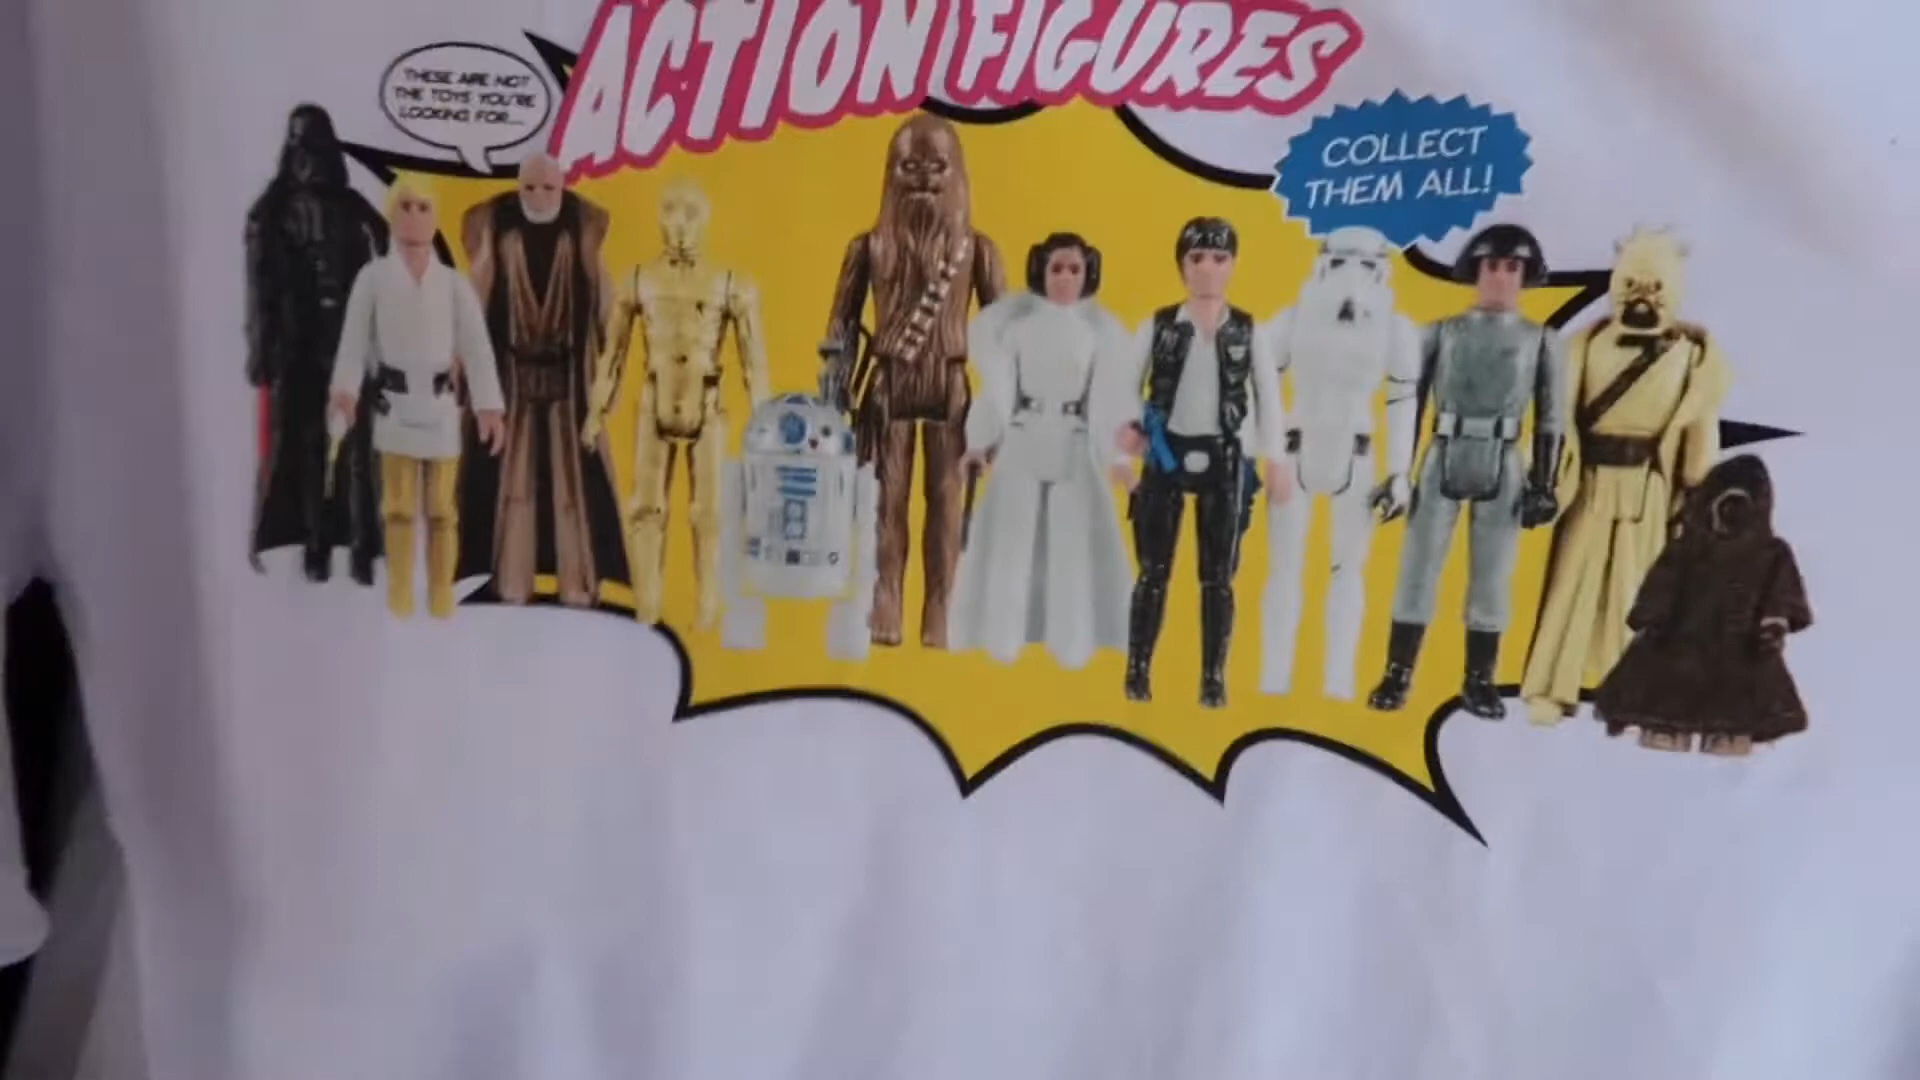 ACTION FIGURES
THESE ARE NOT
THE TOYS YOU'RE
LOOKING FOR...
COLLECT
THEM ALL!